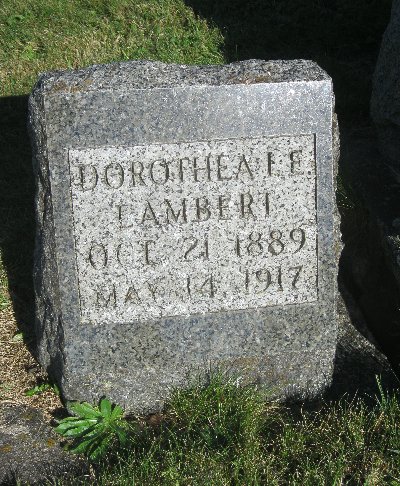 DOROTHEA I. E.
LAMBERT
OCT 21 1889
MAY 14. 1917